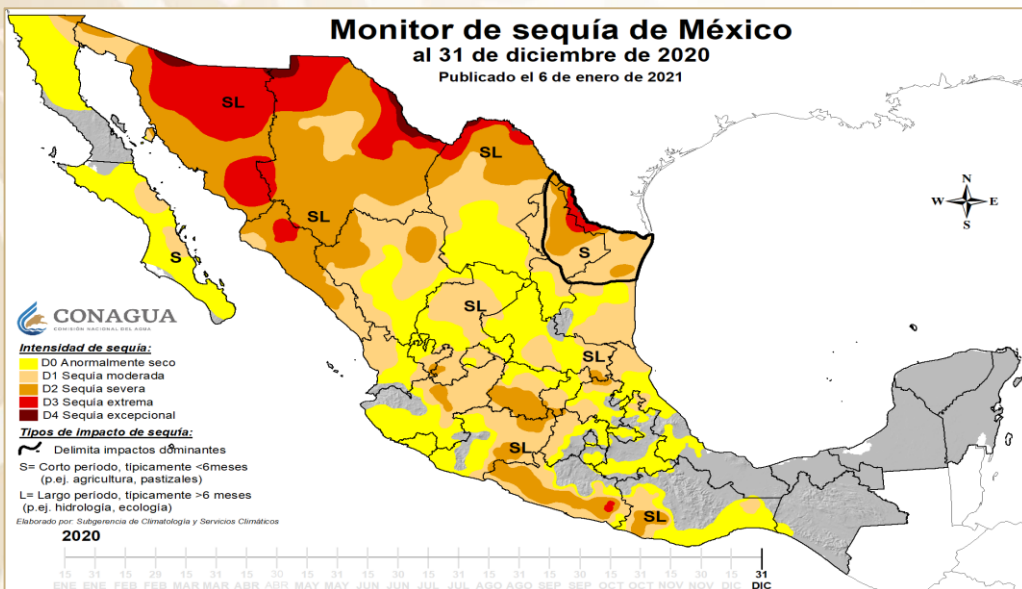 Monitor de sequía de México
al 31 de diciembre de 2020
Publicado el 6 de enero de 2021
N
W E
S
SL
SL
SL
S
S
SL
SL
SL
SL
CONAGUA
COMISIÓN NACIONAL DEL AGUA
Intensidad de sequía:
D0 Anormalmente seco
D1 Sequia moderada
D2 Sequia severa
D3 Sequia extrema
D4 Sequia excepcional
Tipos de impacto de sequía:
Delimita impactos dominantes
S= Corto período, típicamente <6meses
(p.ej. agricultura, pastizales)
L= Largo período, típicamente >6 meses
(p.ej. hidrología, ecología)
Elaborado por: Subgerencia de Climatología y Servicios Climáticos
2020
15 31 15 29 15 31 15 30 15 31 15 30 15 31 15 31 15 30 15 31 15 30 15 31
ENE ENE FEB FEB MAR MAR ABR ABR MAY MAY JUN JUN JUL JUL AGO AGO SEP SEP OCT OCT NOV NOV DIC DIC